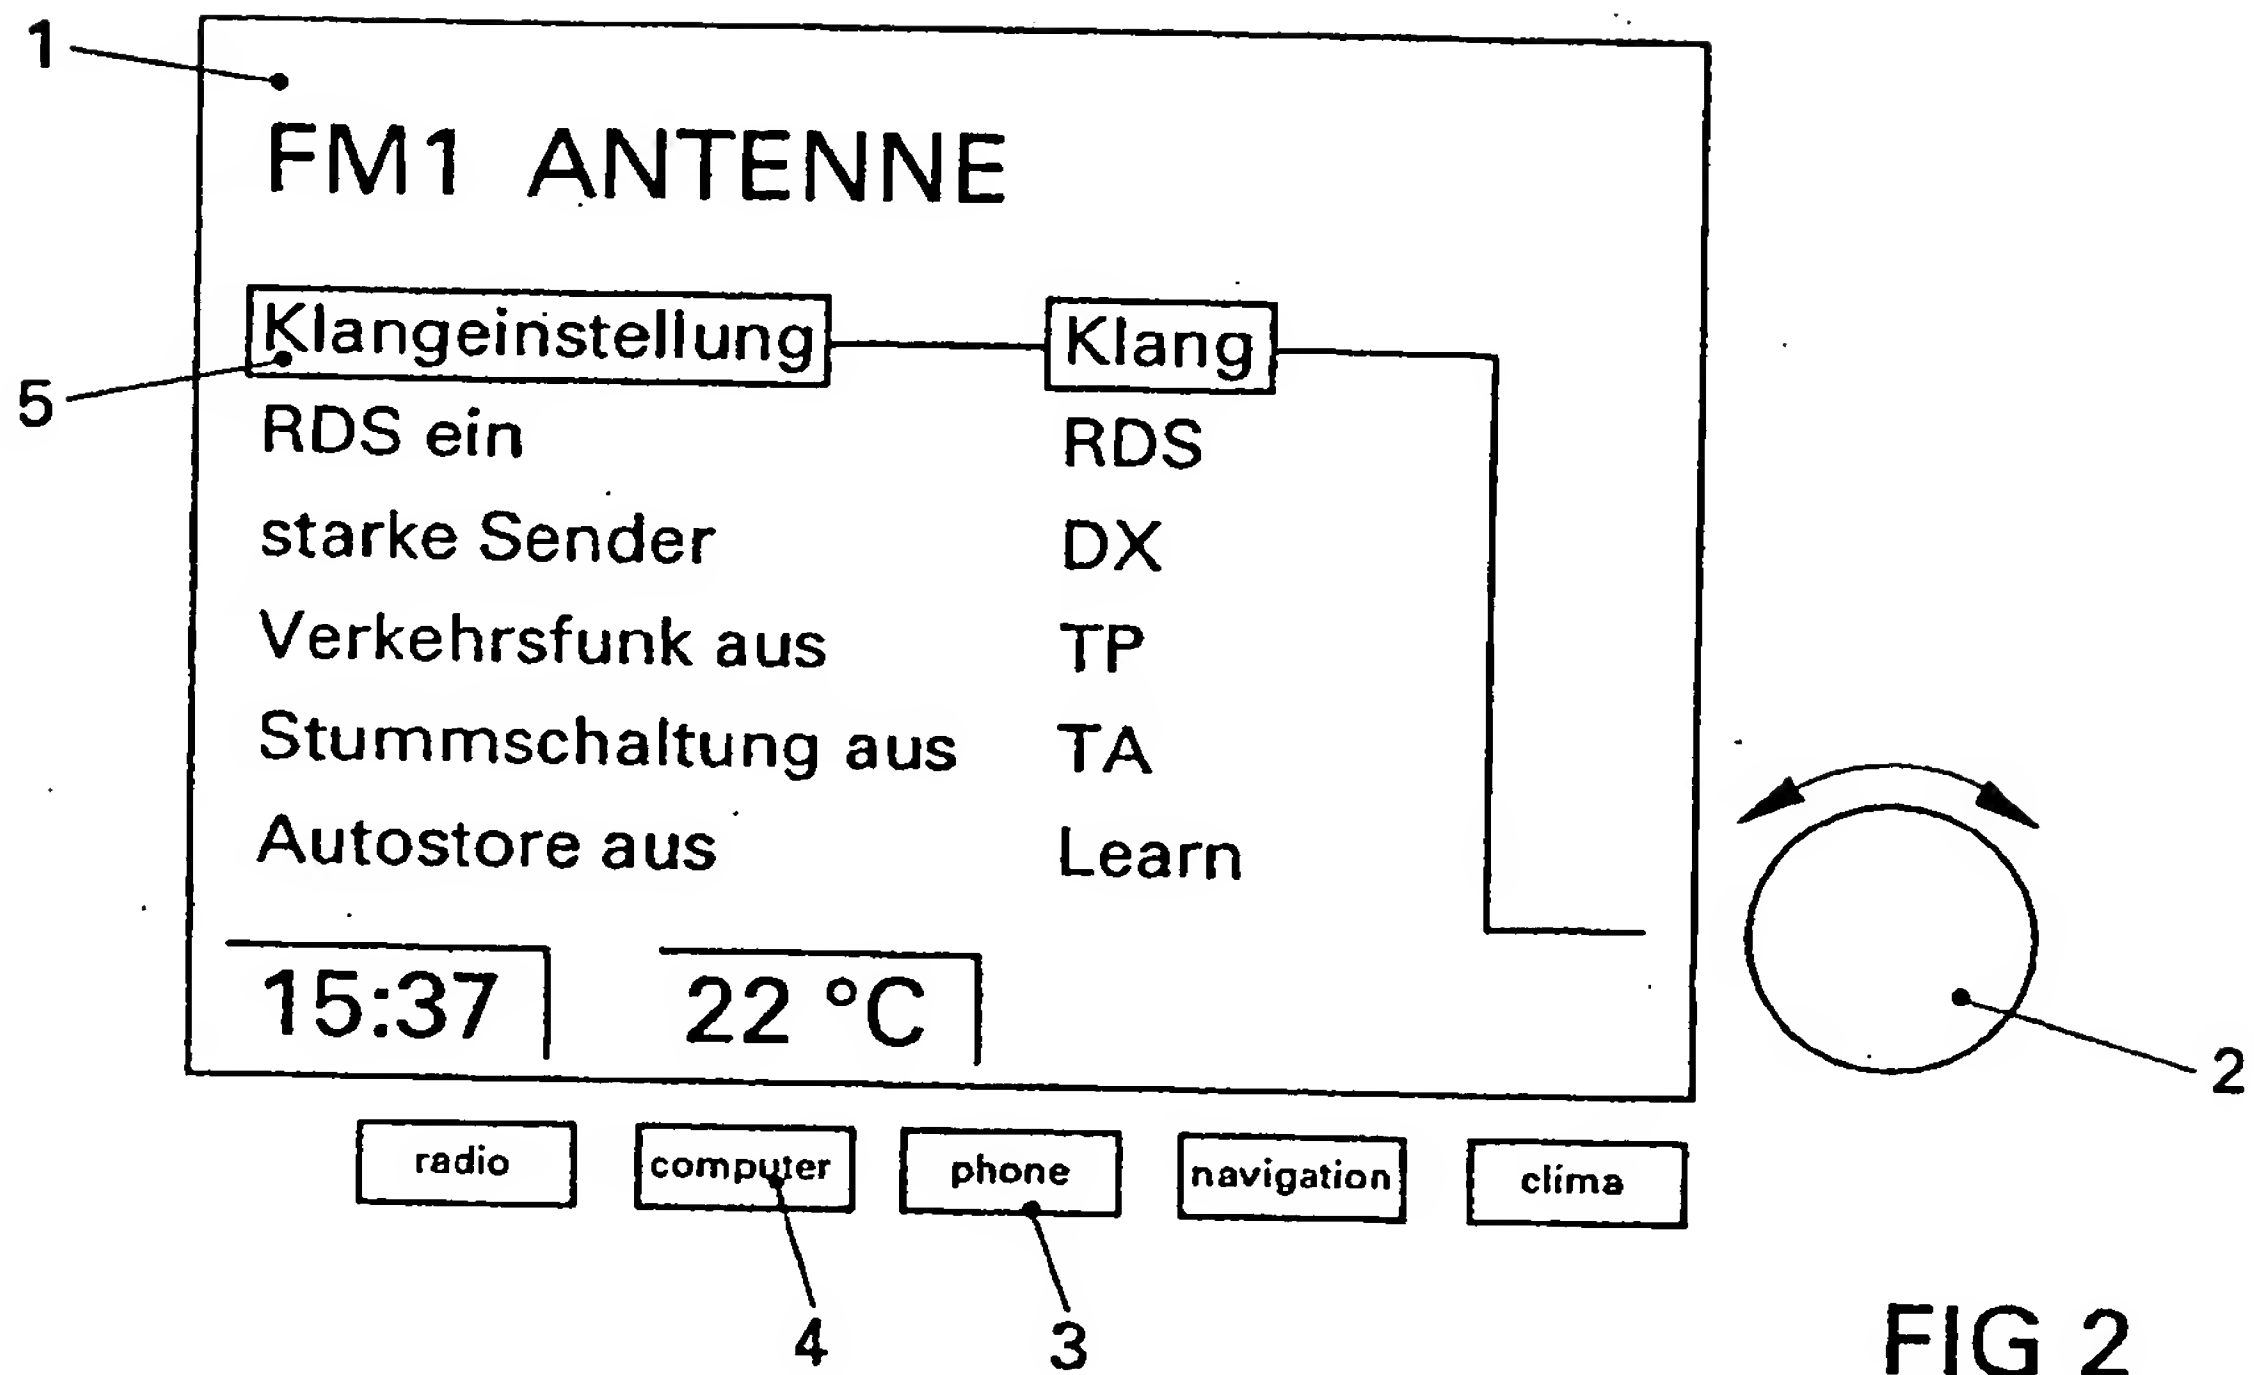 1
FM1 ANTENNE
Klangeinstellung Klang
5
RDS ein RDS
starke Sender DX
Verkehrsfunk aus TP
Stummschaltung aus TA
Autostore aus Learn
15:37 22 °C
2
radio computer phone navigation clima
4 3
FIG 2